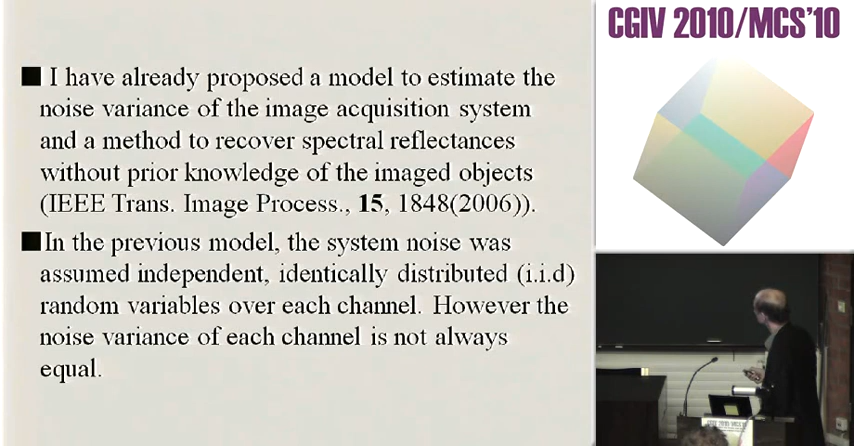 CGIV 2010/MCS'10
■ I have already proposed a model to estimate the
noise variance of the image acquisition system
and a method to recover spectral reflectances
without prior knowledge of the imaged objects
(IEEE Trans. Image Process., 15, 1848(2006)).
■In the previous model, the system noise was
assumed independent, identically distributed (i.i.d)
random variables over each channel. However the
noise variance of each channel is not always
equal.